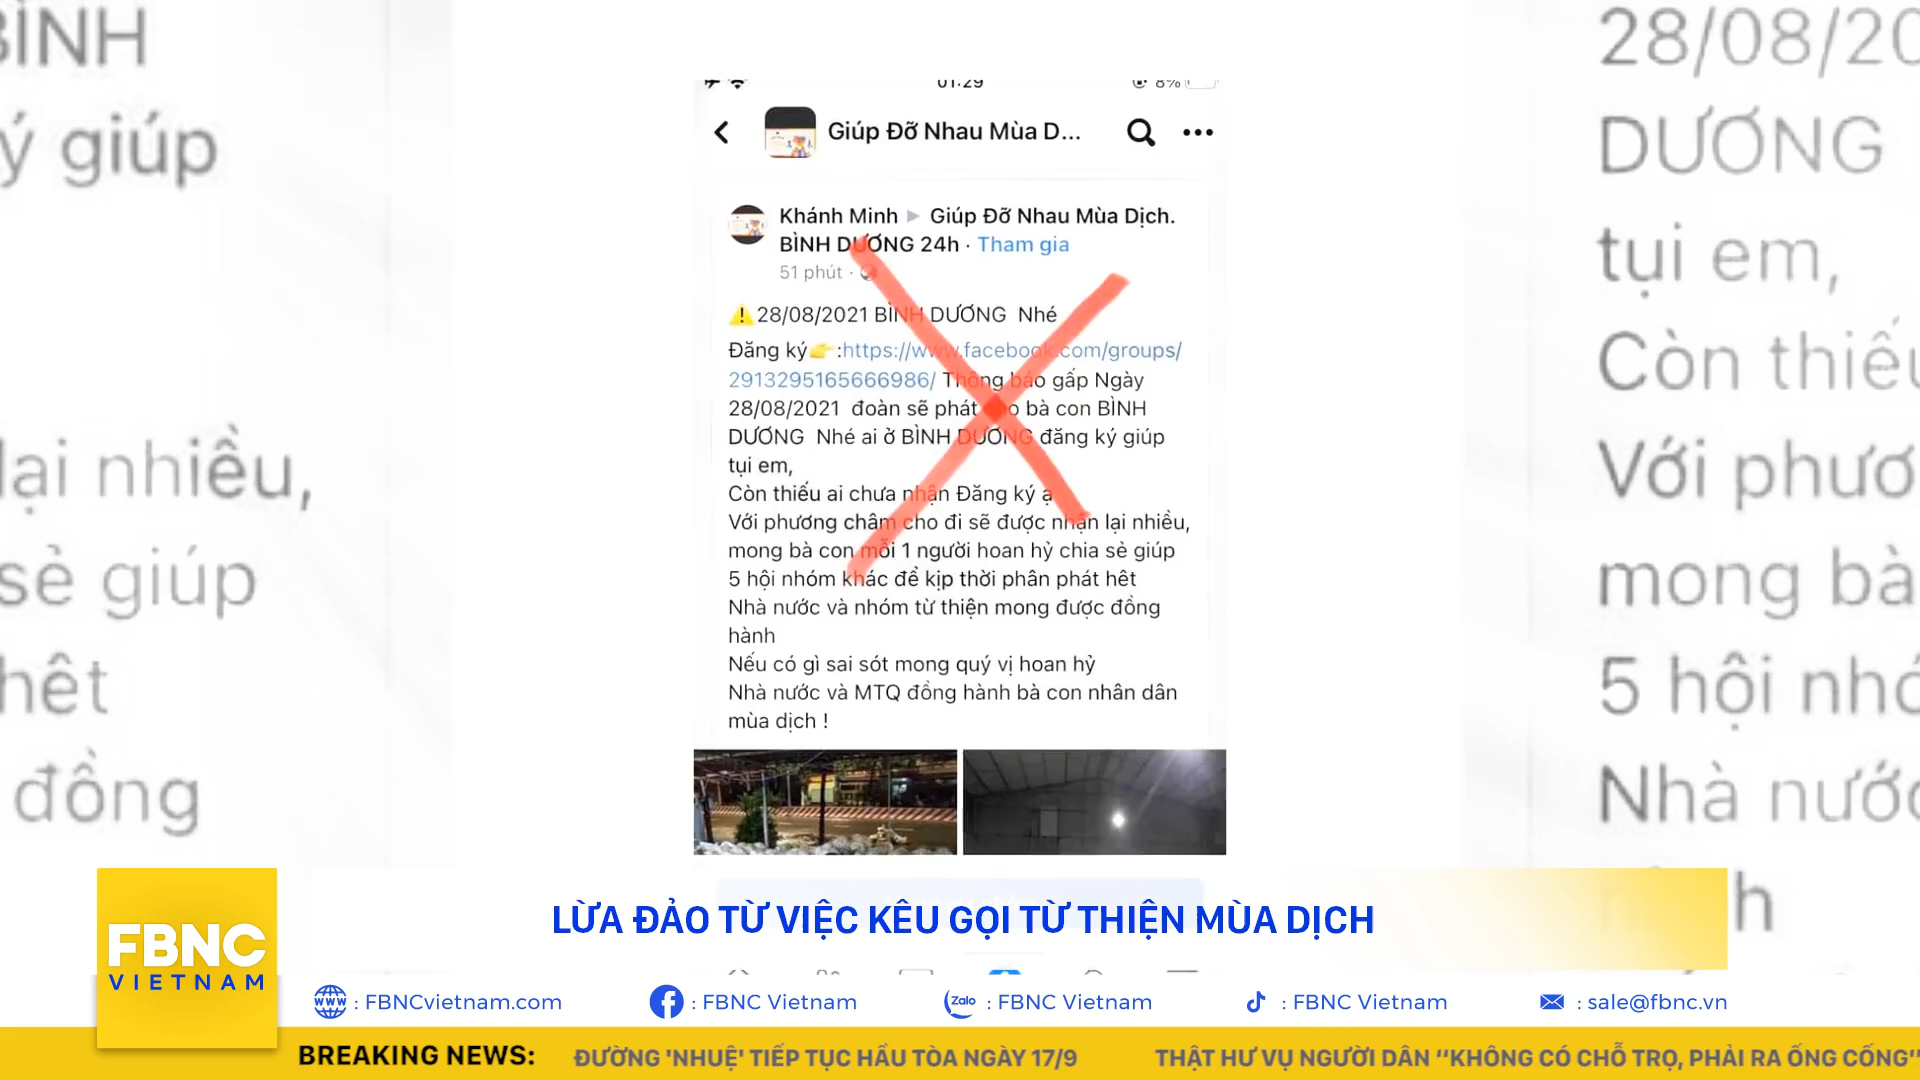 01:29
8%
Giúp Đỡ Nhau Mùa D...
Khánh Minh ▶ Giúp Đỡ Nhau Mùa Dịch.
BÌNH DƯƠNG 24h · Tham gia
51 phút ·
⚠️28/08/2021 BÌNH DƯƠNG Nhé
Đăng ký👉:https://www.facebook.com/groups/
2913295165666986/ Thông báo gấp Ngày
28/08/2021 đoàn sẽ phát cho bà con BÌNH
DƯƠNG Nhé ai ở BÌNH DƯƠNG đăng ký giúp
tụi em,
Còn thiếu ai chưa nhận Đăng ký ạ
Với phương châm cho đi sẽ được nhận lại nhiều,
mong bà con mỗi 1 người hoan hỷ chia sẻ giúp
5 hội nhóm khác để kịp thời phân phát hêt
Nhà nước và nhóm từ thiện mong được đồng
hành
Nếu có gì sai sót mong quý vị hoan hỷ
Nhà nước và MTQ đồng hành bà con nhân dân
mùa dịch !
BÌNH
ý giúp
lại nhiều,
sẻ giúp
hêt
đồng
28/08/20
DƯƠNG
tụi em,
Còn thiếu
Với phươ
mong bà
5 hội nhó
Nhà nước
h
LỪA ĐẢO TỪ VIỆC KÊU GỌI TỪ THIỆN MÙA DỊCH
FBNC
VIETNAM
www : FBNCvietnam.com
: FBNC Vietnam
Zalo : FBNC Vietnam
: FBNC Vietnam
: sale@fbnc.vn
BREAKING NEWS: ĐƯỜNG 'NHUỆ' TIẾP TỤC HẦU TÒA NGÀY 17/9 THẬT HƯ VỤ NGƯỜI DÂN "KHÔNG CÓ CHỖ TRỌ, PHẢI RA ỐNG CỐNG"